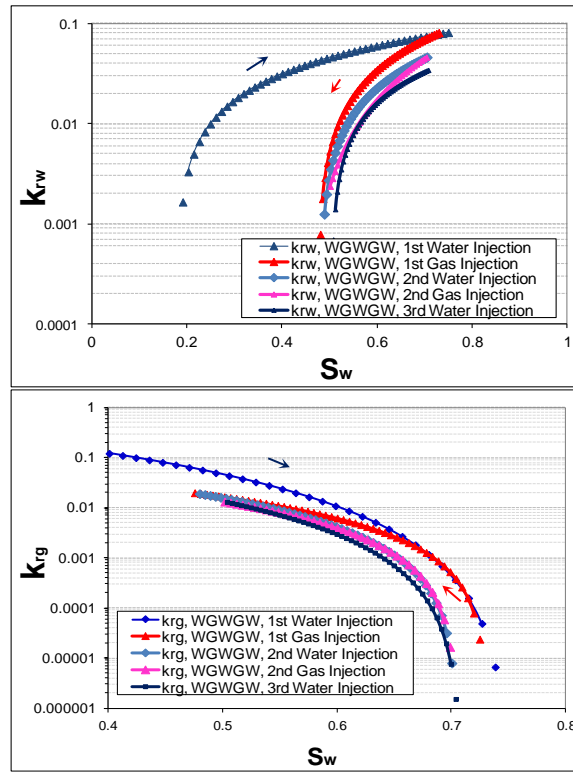 0.1
0.01
0.001
0.0001
krw
krw, WGWGW, 1st Water Injection
krw, WGWGW, 1st Gas Injection
krw, WGWGW, 2nd Water Injection
krw, WGWGW, 2nd Gas Injection
krw, WGWGW, 3rd Water Injection
0 0.2 0.4 0.6 0.8 1
Sw
1
0.1
0.01
0.001
0.0001
0.00001
0.000001
krg
krg, WGWGW, 1st Water Injection
krg, WGWGW, 1st Gas Injection
krg, WGWGW, 2nd Water Injection
krg, WGWGW, 2nd Gas Injection
krg, WGWGW, 3rd Water Injection
0.4 0.5 0.6 0.7 0.8
Sw